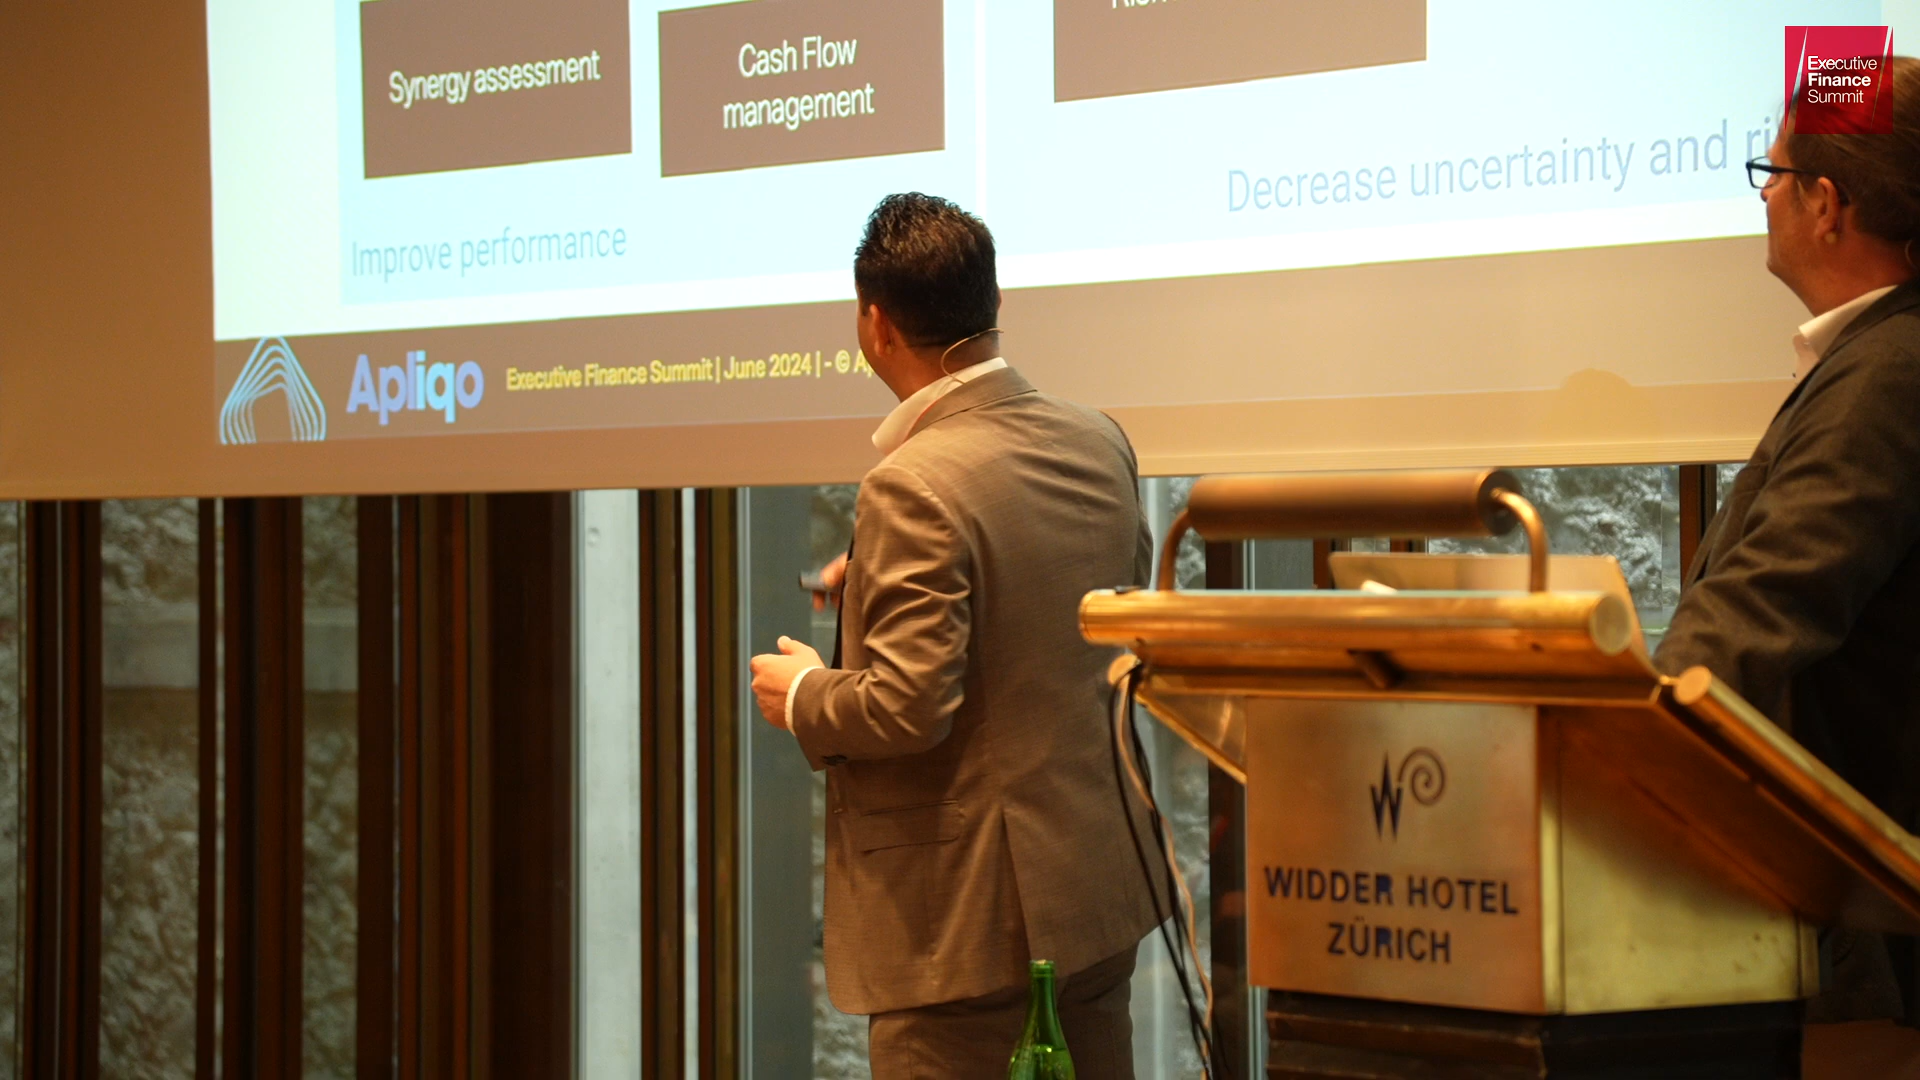 Synergy assessment
Cash Flow
management
Improve performance
Decrease uncertainty and
Apliqo
Executive Finance Summit | June 2024 | - ©
Executive
Finance
Summit
WIDDER HOTEL
ZÜRICH